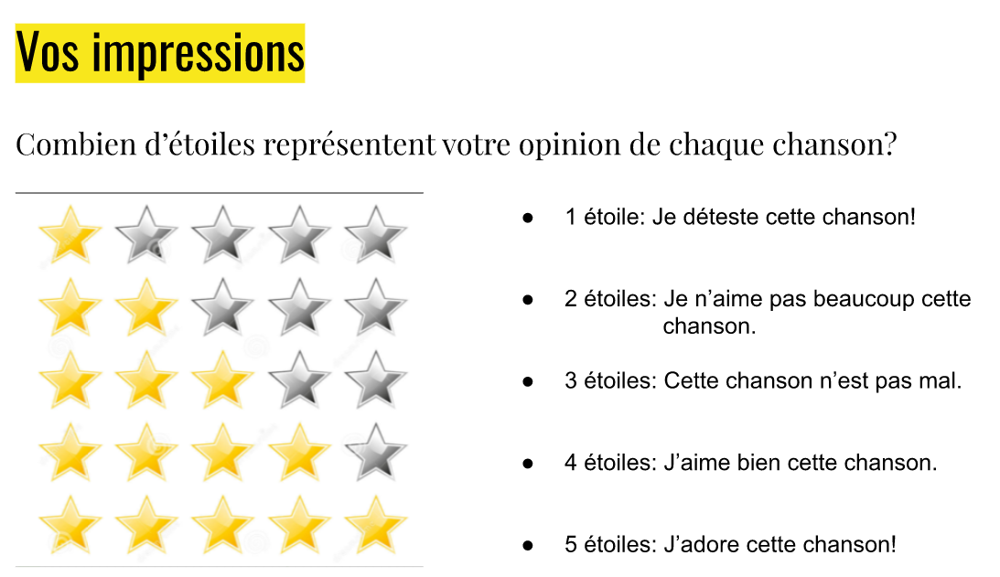 Vos impressions
Combien d’étoiles représentent votre opinion de chaque chanson?
● 1 étoile: Je déteste cette chanson!
● 2 étoiles: Je n’aime pas beaucoup cette
chanson.
● 3 étoiles: Cette chanson n’est pas mal.
● 4 étoiles: J’aime bien cette chanson.
● 5 étoiles: J’adore cette chanson!